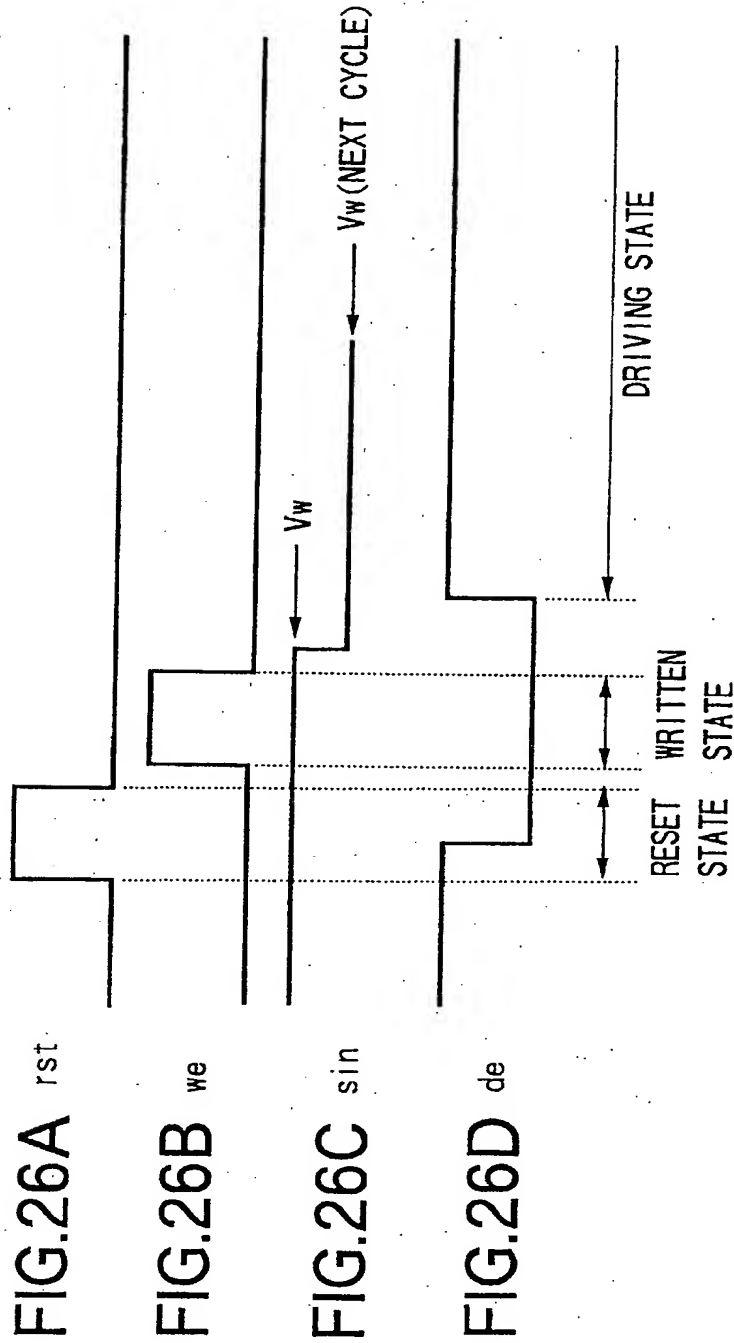 FIG.26A rst
FIG.26B we
FIG.26C sin
Vw
Vw(NEXT CYCLE)
FIG.26D de
RESET
STATE
WRITTEN
STATE
DRIVING STATE